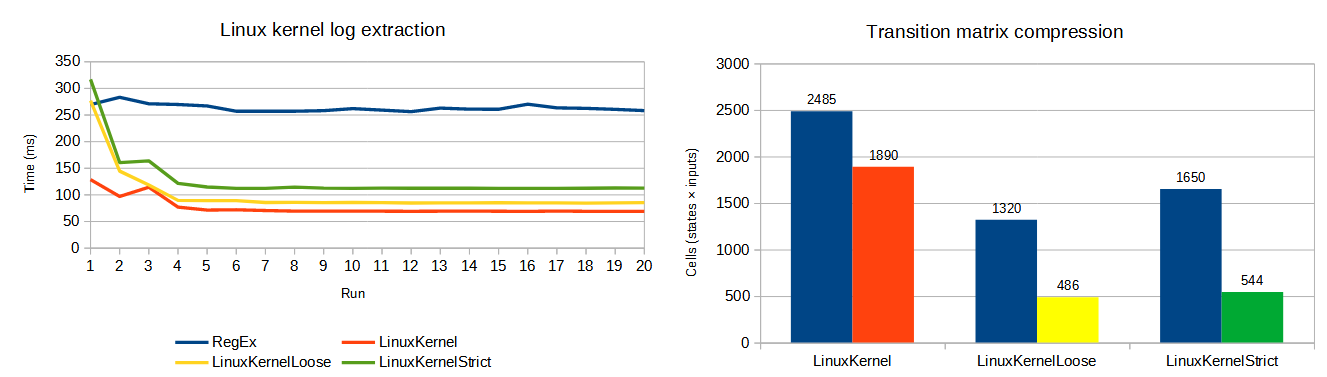 Linux kernel log extraction
350
300
250
200
150
100
50
0
Time (ms)
1 2 3 4 5 6 7 8 9 10 11 12 13 14 15 16 17 18 19 20
Run
RegEx LinuxKernel
LinuxKernelLoose LinuxKernelStrict
Transition matrix compression
3000
2500
2000
1500
1000
500
0
Cells (states × inputs)
2485
1890
1320
486
1650
544
LinuxKernel LinuxKernelLoose LinuxKernelStrict